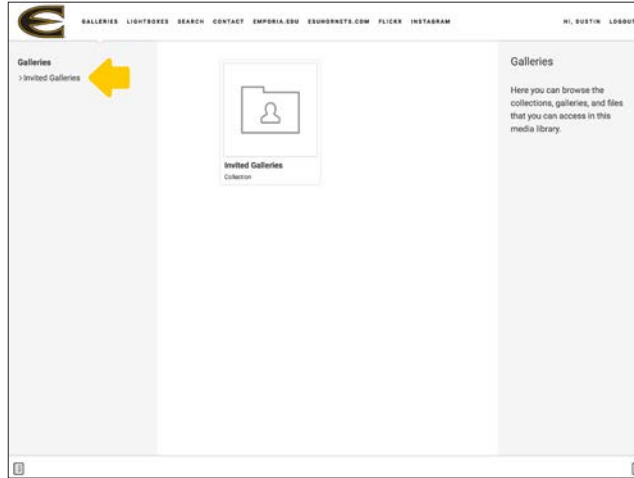 GALLERIES LIGHTBOXES SEARCH CONTACT EMPORIA.EDU ESUHORNETS.COM FLICKR INSTAGRAM HI, DUSTIN LOGOUT
Galleries
>Invited Galleries
Invited Galleries
Collection
Galleries
Here you can browse the
collections, galleries, and files
that you can access in this
media library.